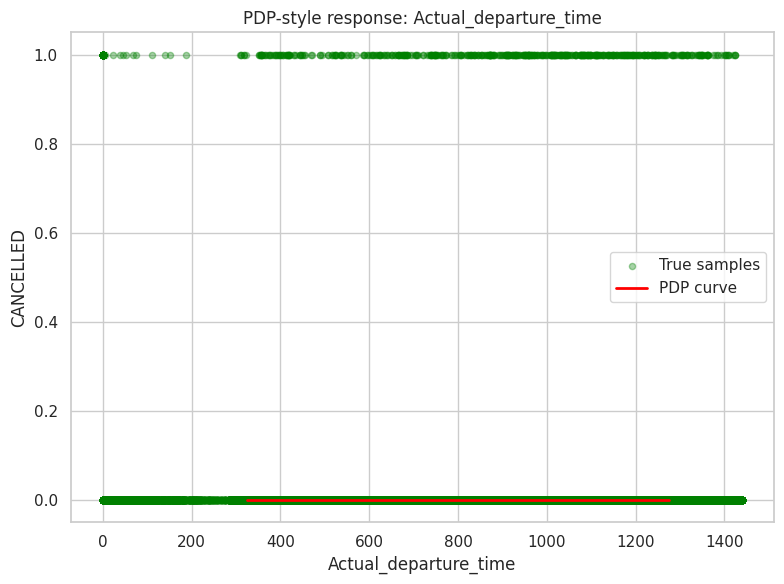 PDP-style response: Actual_departure_time
1.0
0.8
0.6
0.4
0.2
0.0
CANCELLED
True samples
PDP curve
0 200 400 600 800 1000 1200 1400
Actual_departure_time